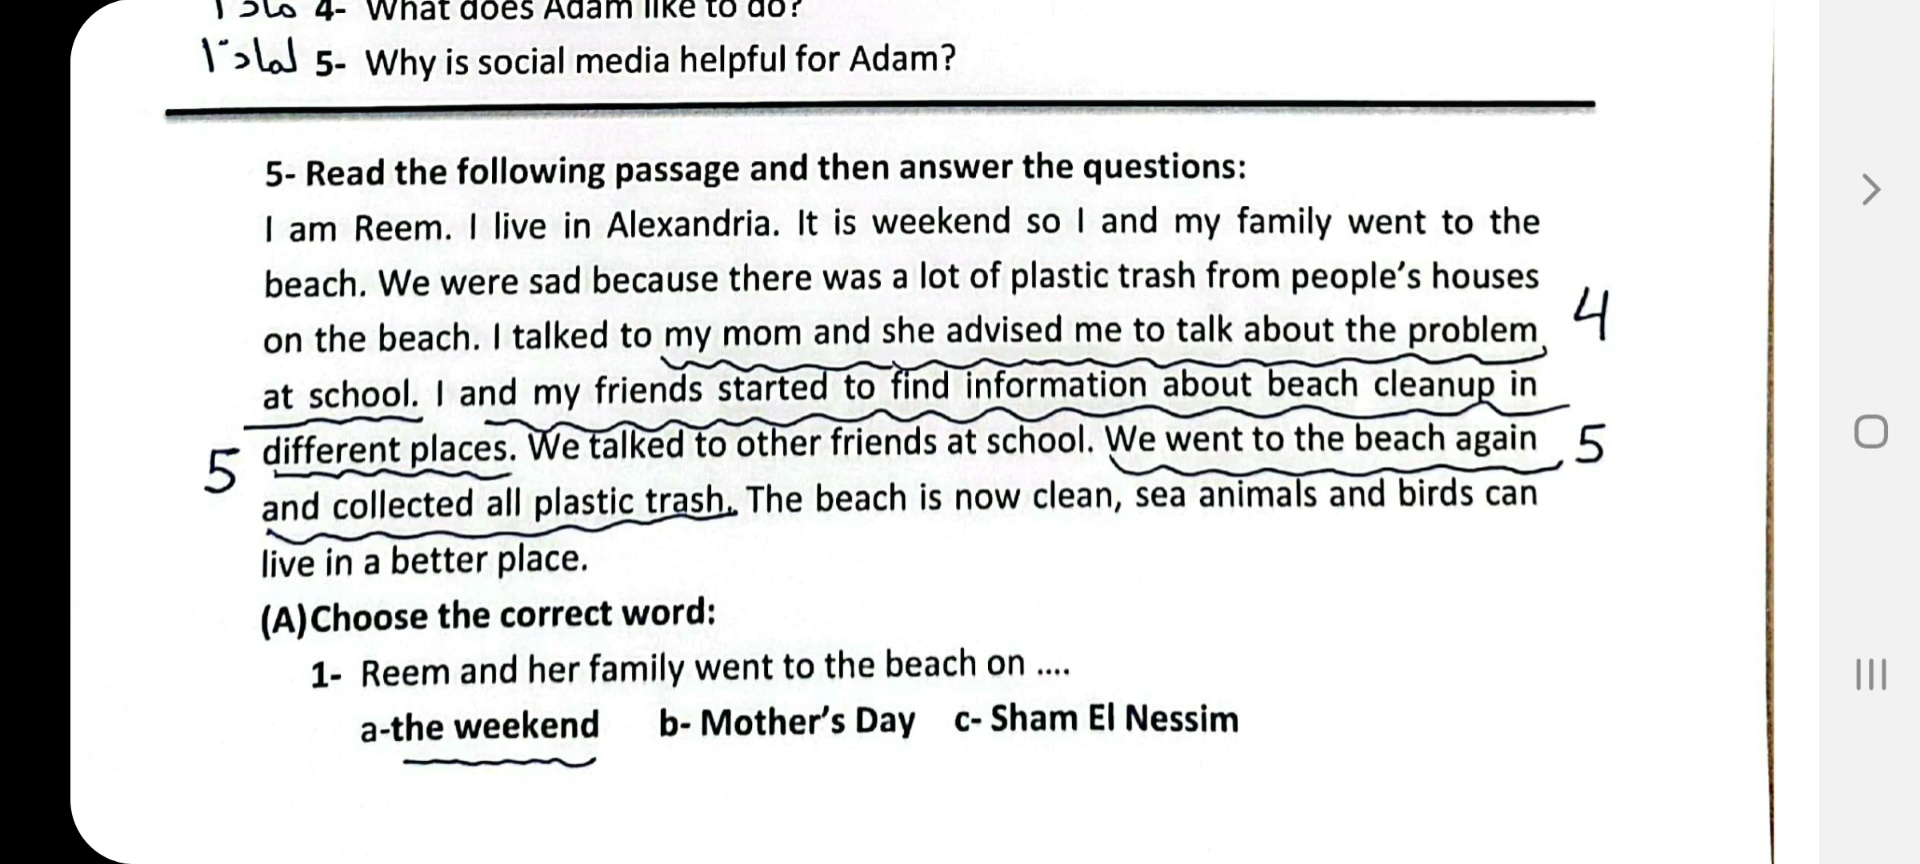 ماذا 4- What does Adam like to do?
لماذا 5- Why is social media helpful for Adam?
5- Read the following passage and then answer the questions:
I am Reem. I live in Alexandria. It is weekend so I and my family went to the
beach. We were sad because there was a lot of plastic trash from people's houses
on the beach. I talked to my mom and she advised me to talk about the problem 4
at school. I and my friends started to find information about beach cleanup in
5 different places. We talked to other friends at school. We went to the beach again 5
and collected all plastic trash. The beach is now clean, sea animals and birds can
live in a better place.
(A)Choose the correct word:
1- Reem and her family went to the beach on ....
a-the weekend b- Mother's Day c- Sham El Nessim